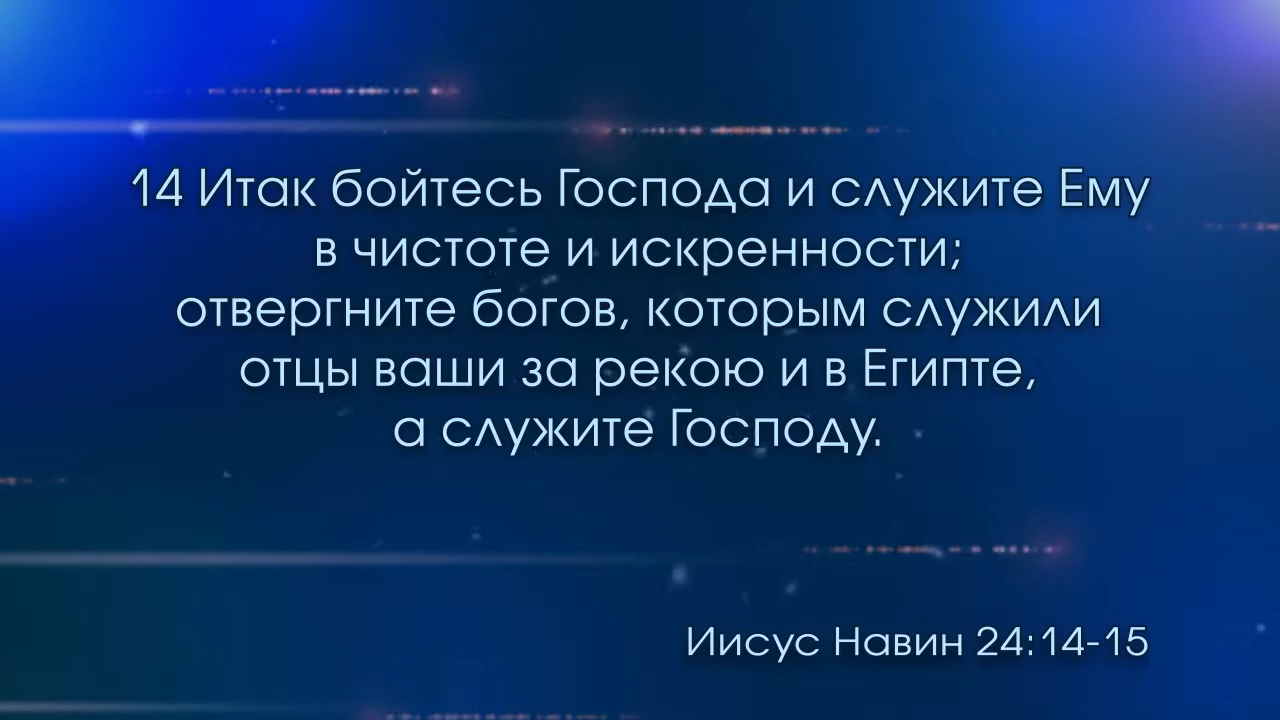 14 Итак бойтесь Господа и служите Ему
в чистоте и искренности;
отвергните богов, которым служили
отцы ваши за рекою и в Египте,
а служите Господу.
Иисус Навин 24:14-15